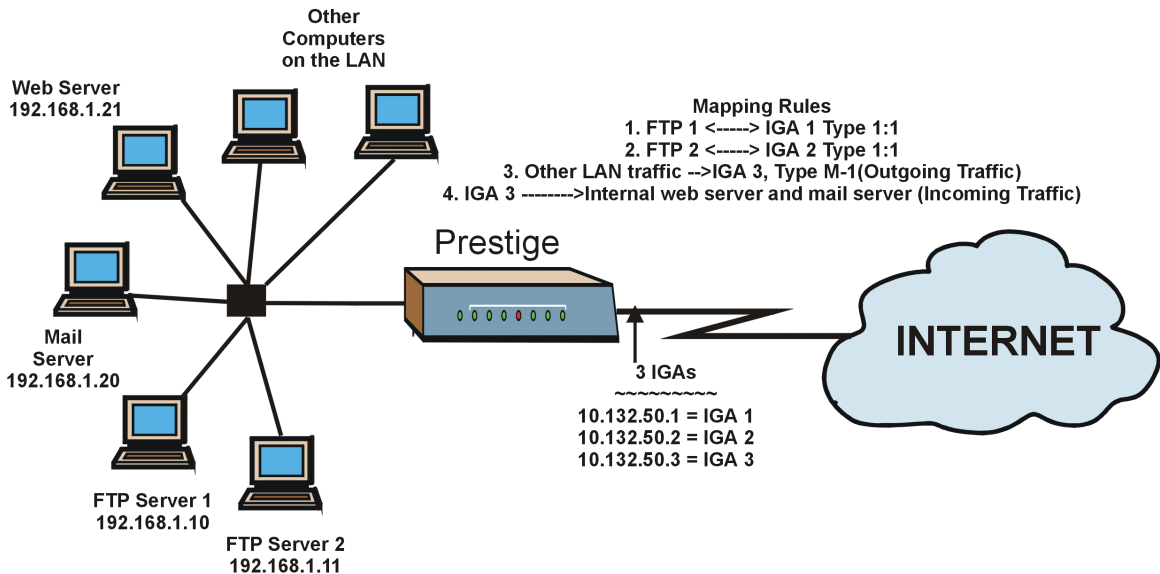 Other
Computers
on the LAN
Web Server
192.168.1.21
Mapping Rules
1. FTP 1 <-----> IGA 1 Type 1:1
2. FTP 2 <-----> IGA 2 Type 1:1
3. Other LAN traffic -->IGA 3, Type M-1(Outgoing Traffic)
4. IGA 3 -------->Internal web server and mail server (Incoming Traffic)
Prestige
INTERNET
Mail
Server
192.168.1.20
3 IGAs
~~~~~~~~~
10.132.50.1 = IGA 1
10.132.50.2 = IGA 2
10.132.50.3 = IGA 3
FTP Server 1
192.168.1.10
FTP Server 2
192.168.1.11